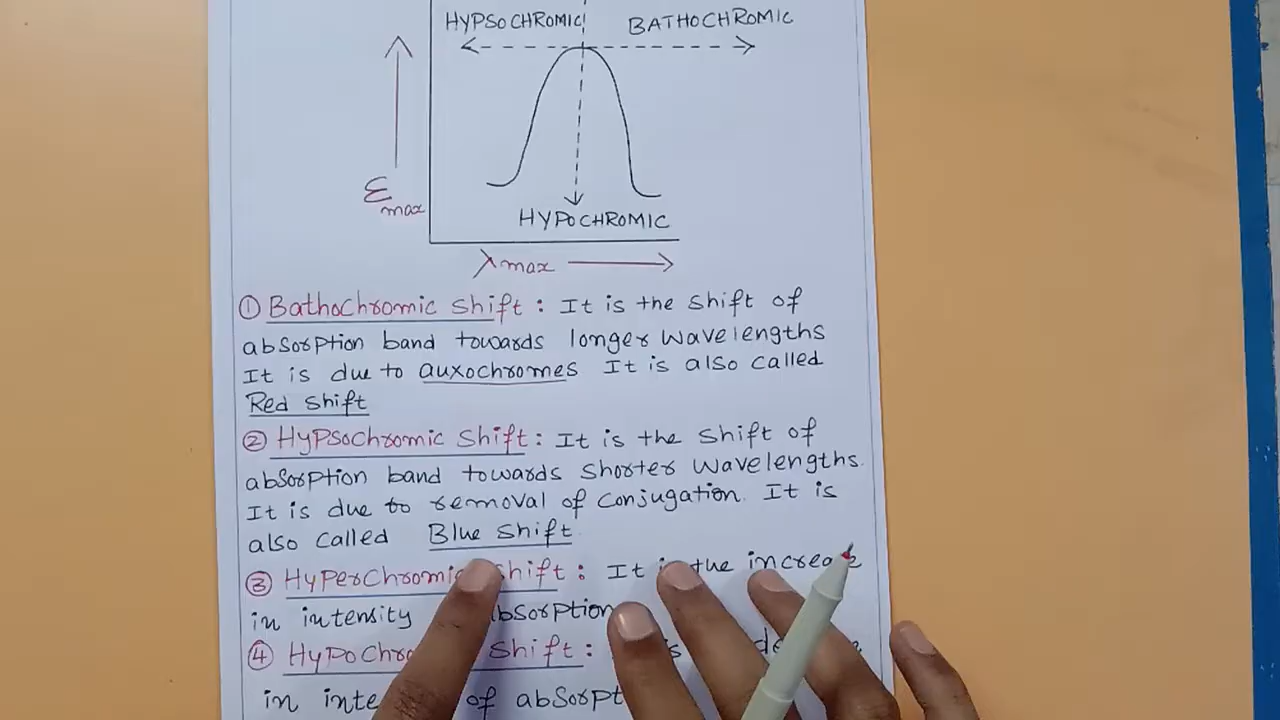 HYPSOCHROMIC BATHOCHROMIC
Ɛmax
HYPOCHROMIC
λmax
① Bathochromic shift : It is the shift of
absorption band towards longer wavelengths
It is due to auxochromes It is also called
Red shift
② Hypsochromic shift : It is the shift of
absorption band towards shorter wavelengths.
It is due to removal of conjugation. It is
also called Blue shift.
③ Hyperchromic shift : It the increase
in intensity absorption
④ shift :
in of